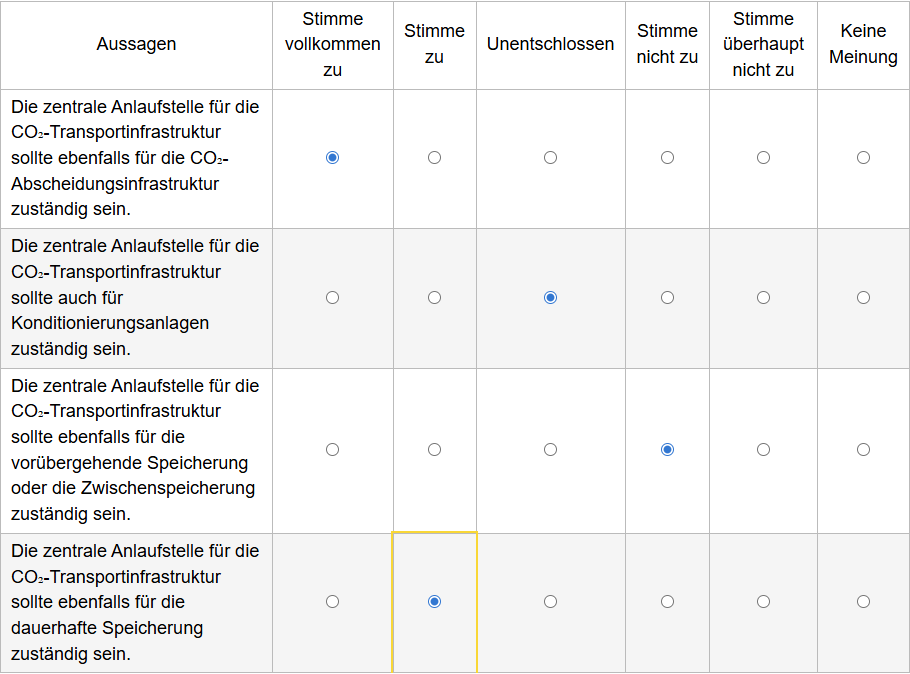 Aussagen
Stimme
vollkommen
zu
Stimme
zu
Unentschlossen
Stimme
nicht zu
Stimme
überhaupt
nicht zu
Keine
Meinung
Die zentrale Anlaufstelle für die
CO₂-Transportinfrastruktur
sollte ebenfalls für die CO₂-
Abscheidungsinfrastruktur
zuständig sein.
Die zentrale Anlaufstelle für die
CO₂-Transportinfrastruktur
sollte auch für
Konditionierungsanlagen
zuständig sein.
Die zentrale Anlaufstelle für die
CO₂-Transportinfrastruktur
sollte ebenfalls für die
vorübergehende Speicherung
oder die Zwischenspeicherung
zuständig sein.
Die zentrale Anlaufstelle für die
CO₂-Transportinfrastruktur
sollte ebenfalls für die
dauerhafte Speicherung
zuständig sein.